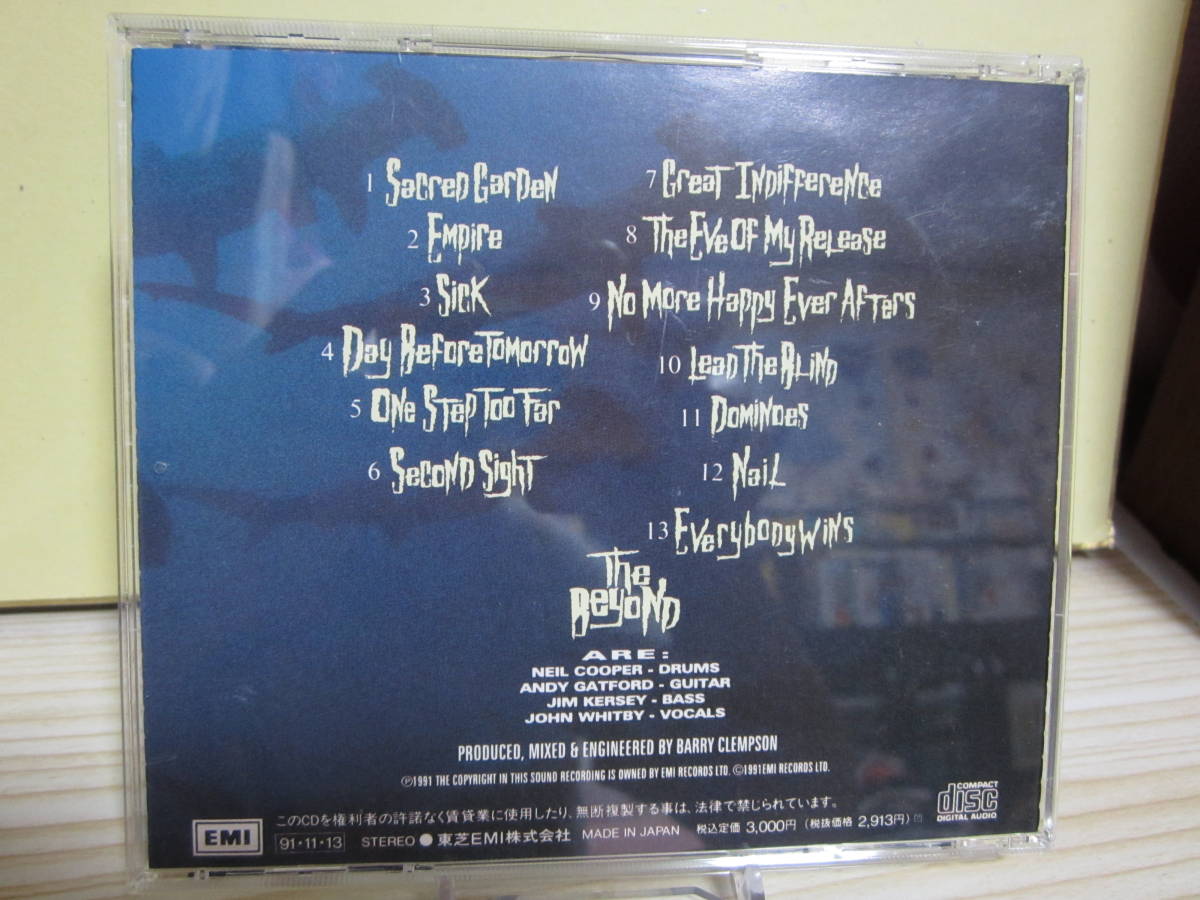 1 Sacred Garden
2 Empire
3 Sick
4 Day Before Tomorrow
5 One Step Too Far
6 Second Sight
7 Great Indifference
8 The Eve Of My Release
9 No More Happy Ever Afters
10 Lead The Blind
11 Dominoes
12 Nail
13 Everybody Wins
The Beyond
ARE:
NEIL COOPER - DRUMS
ANDY GATFORD - GUITAR
JIM KERSEY - BASS
JOHN WHITBY - VOCALS
PRODUCED, MIXED & ENGINEERED BY BARRY CLEMPSON
℗1991 THE COPYRIGHT IN THIS SOUND RECORDING IS OWNED BY EMI RECORDS LTD. ©1991 EMI RECORDS LTD.
このCDを権利者の許諾なく賃貸業に使用したり、無断複製する事は、法律で禁じられています。
EMI 91・11・13 STEREO ● 東芝EMI株式会社 MADE IN JAPAN 税込定価 3,000円 (税抜価格 2,913円)
COMPACT
disc
DIGITAL AUDIO